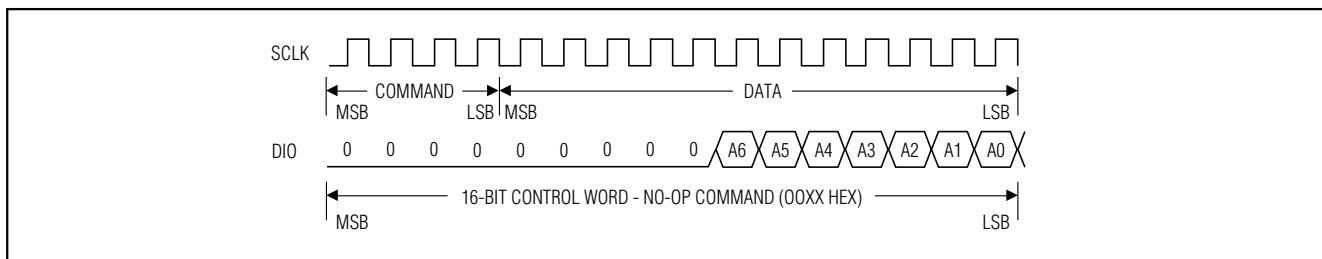 SCLK
COMMAND DATA
MSB LSB MSB LSB
DIO 0 0 0 0 0 0 0 0 0 A6 A5 A4 A3 A2 A1 A0
16-BIT CONTROL WORD - NO-OP COMMAND (OOXX HEX)
MSB LSB